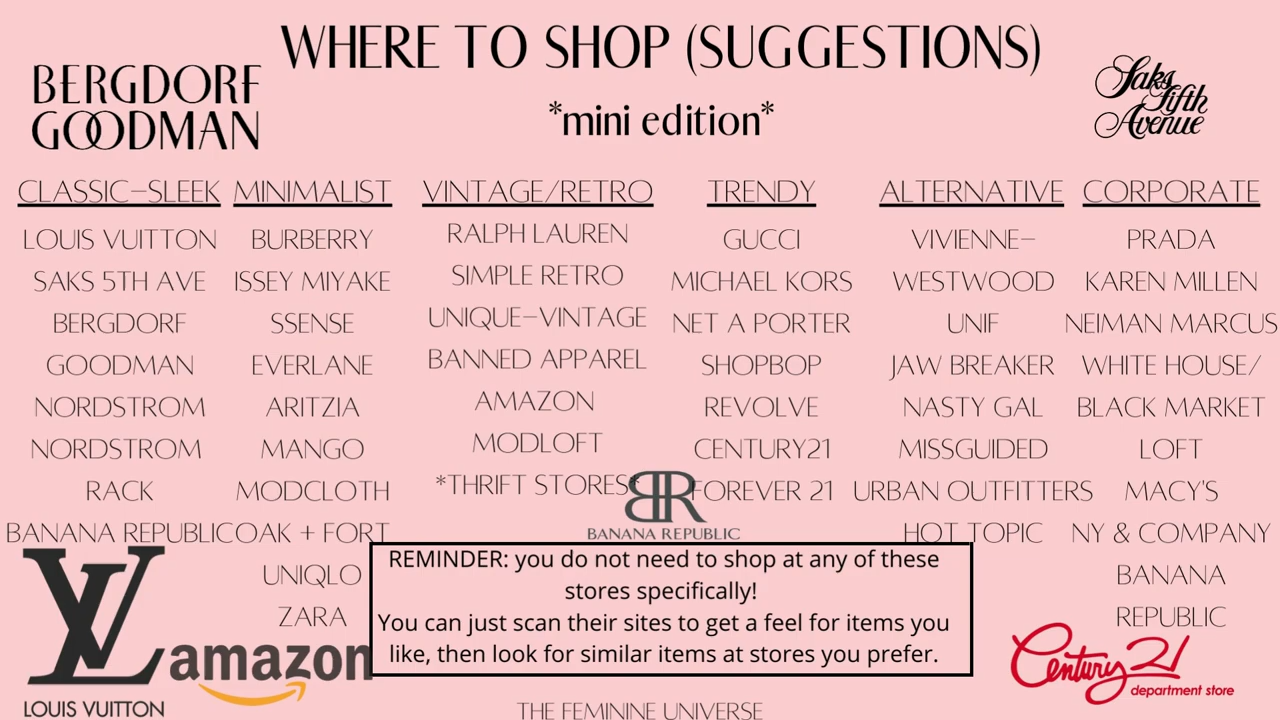 WHERE TO SHOP (SUGGESTIONS)
BERGDORF
GOODMAN
*mini edition*
Saks
Fifth
Avenue
CLASSIC–SLEEK
LOUIS VUITTON
SAKS 5TH AVE
BERGDORF
GOODMAN
NORDSTROM
NORDSTROM
RACK
BANANA REPUBLIC
MINIMALIST
BURBERRY
ISSEY MIYAKE
SSENSE
EVERLANE
ARITZIA
MANGO
MODCLOTH
OAK + FORT
UNIQLO
ZARA
VINTAGE/RETRO
RALPH LAUREN
SIMPLE RETRO
UNIQUE–VINTAGE
BANNED APPAREL
AMAZON
MODLOFT
*THRIFT STORES*
TRENDY
GUCCI
MICHAEL KORS
NET A PORTER
SHOPBOP
REVOLVE
CENTURY21
FOREVER 21
ALTERNATIVE
VIVIENNE–
WESTWOOD
UNIF
JAW BREAKER
NASTY GAL
MISSGUIDED
URBAN OUTFITTERS
HOT TOPIC
CORPORATE
PRADA
KAREN MILLEN
NEIMAN MARCUS
WHITE HOUSE/
BLACK MARKET
LOFT
MACY'S
NY & COMPANY
BANANA
REPUBLIC
BR
BANANA REPUBLIC
REMINDER: you do not need to shop at any of these
stores specifically!
You can just scan their sites to get a feel for items you
like, then look for similar items at stores you prefer.
LV
LOUIS VUITTON
amazon
Century 21
department store
THE FEMININE UNIVERSE